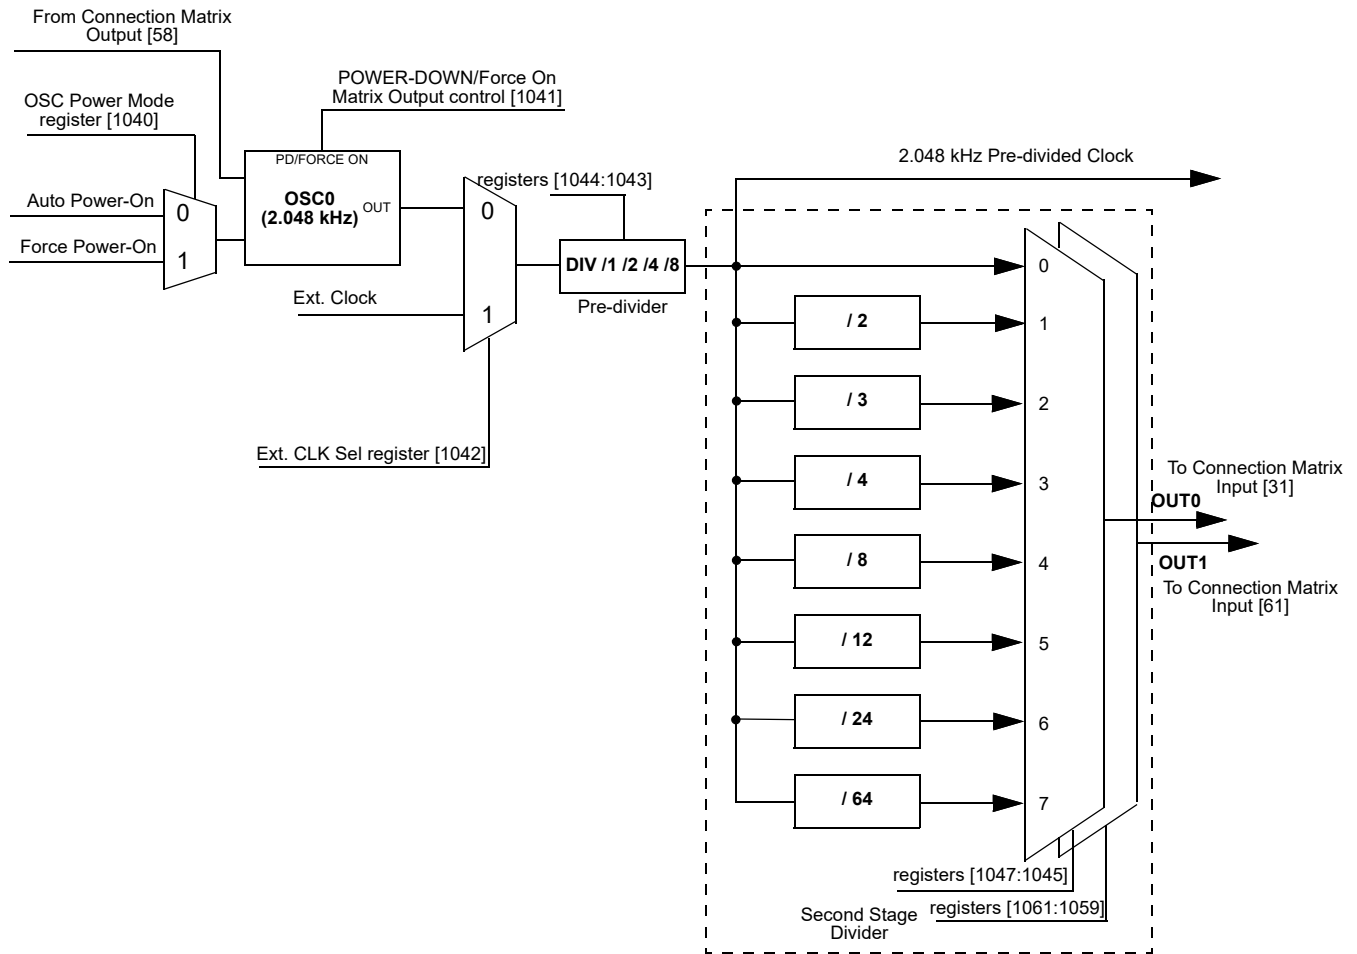 From Connection Matrix
Output [58]
POWER-DOWN/Force On
Matrix Output control [1041]
OSC Power Mode
register [1040]
PD/FORCE ON
OSC0
(2.048 kHz)
OUT
Auto Power-On
Force Power-On
0
1
0
1
registers [1044:1043]
DIV /1 /2 /4 /8
Pre-divider
Ext. Clock
Ext. CLK Sel register [1042]
2.048 kHz Pre-divided Clock
0
/ 2
1
/ 3
2
/ 4
3
/ 8
4
/ 12
5
/ 24
6
/ 64
7
To Connection Matrix
Input [31]
OUT0
OUT1
To Connection Matrix
Input [61]
registers [1047:1045]
registers [1061:1059]
Second Stage
Divider